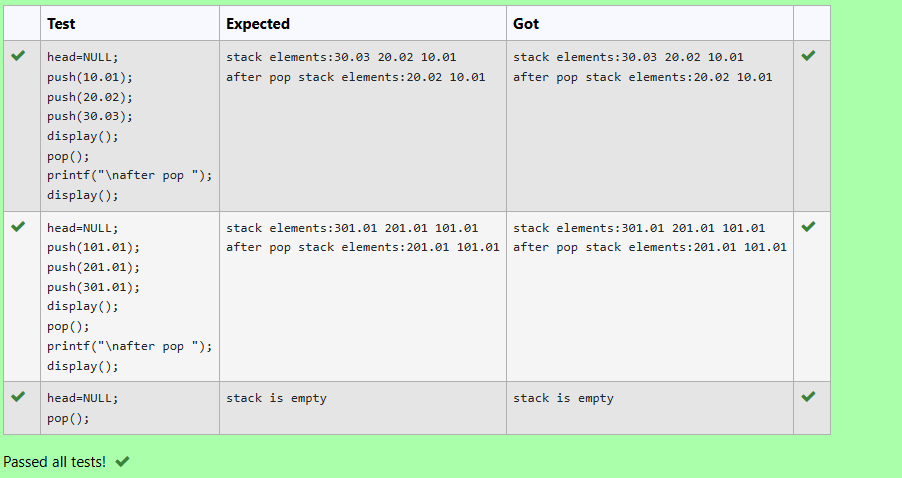 Test Expected Got
head=NULL; stack elements:30.03 20.02 10.01 stack elements:30.03 20.02 10.01
push(10.01); after pop stack elements:20.02 10.01 after pop stack elements:20.02 10.01
push(20.02);
push(30.03);
display();
pop();
printf("\nafter pop ");
display();
head=NULL; stack elements:301.01 201.01 101.01 stack elements:301.01 201.01 101.01
push(101.01); after pop stack elements:201.01 101.01 after pop stack elements:201.01 101.01
push(201.01);
push(301.01);
display();
pop();
printf("\nafter pop ");
display();
head=NULL; stack is empty stack is empty
pop();
Passed all tests!